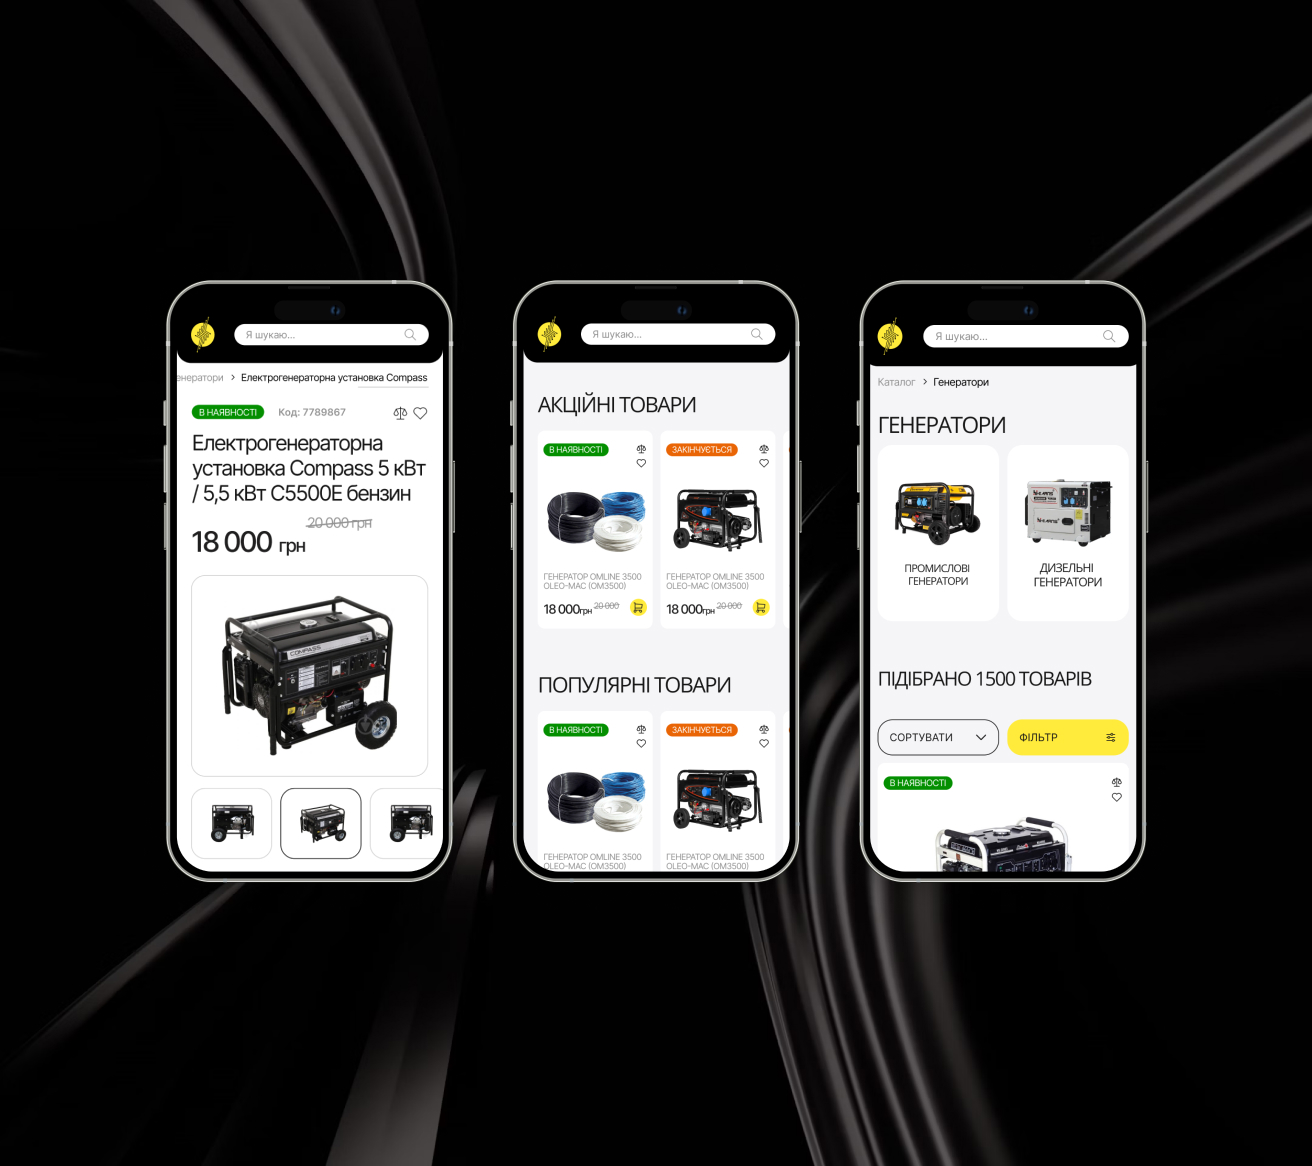 Я шукаю...
енератори > Електрогенераторна установка Compass
В НАЯВНОСТІ
Код: 7789867
Електрогенераторна
установка Compass 5 кВт
/ 5,5 кВт C5500E бензин
20 000 грн
18 000 грн
COMPASS
Я шукаю...
АКЦІЙНІ ТОВАРИ
В НАЯВНОСТІ
ЗАКІНЧУЄТЬСЯ
ГЕНЕРАТОР OMLINE 3500
OLEO-MAC (OM3500)
18 000грн 20 000
ГЕНЕРАТОР OMLINE 3500
OLEO-MAC (OM3500)
18 000грн 20 000
ПОПУЛЯРНІ ТОВАРИ
В НАЯВНОСТІ
ЗАКІНЧУЄТЬСЯ
ГЕНЕРАТОР OMLINE 3500
OLEO-MAC (OM3500)
ГЕНЕРАТОР OMLINE 3500
OLEO-MAC (OM3500)
Я шукаю...
Каталог > Генератори
ГЕНЕРАТОРИ
ПРОМИСЛОВІ
ГЕНЕРАТОРИ
ДИЗЕЛЬНІ
ГЕНЕРАТОРИ
ПІДІБРАНО 1500 ТОВАРІВ
СОРТУВАТИ
ФІЛЬТР
В НАЯВНОСТІ